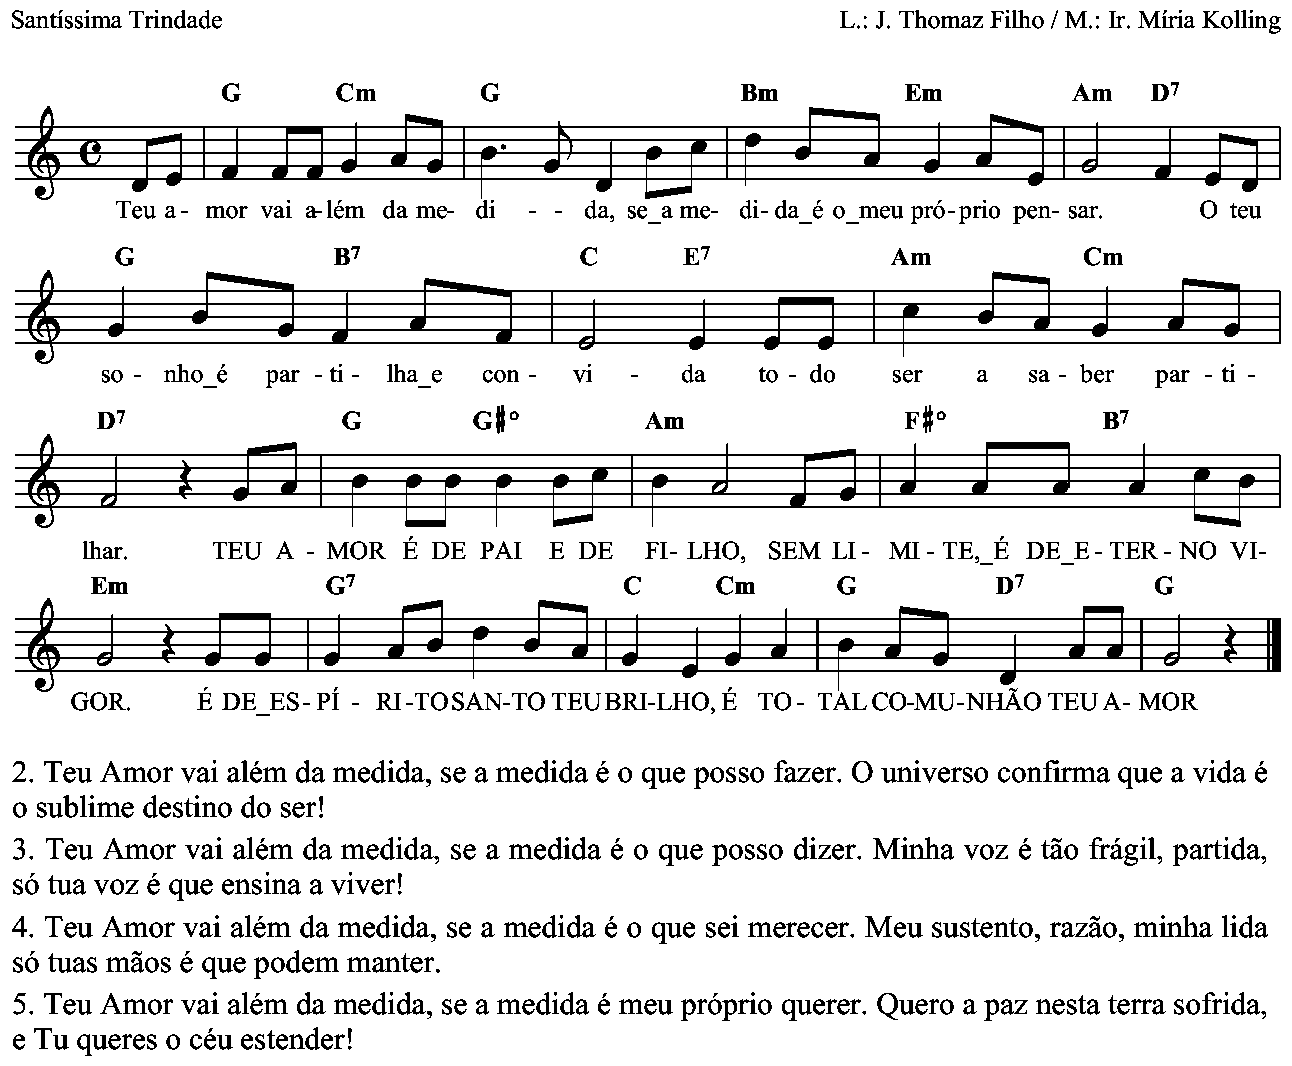 Santíssima Trindade L.: J. Thomaz Filho / M.: Ir. Míria Kolling
G Cm G Bm Em Am D7
Teu a- mor vai a-lém da me- di - - da, se_a me- di-da_é o_meu pró-prio pen- sar. O teu
G B7 C E7 Am Cm
so - nho_é par - ti - lha_e con- vi - da to - do ser a sa - ber par - ti -
D7 G G#° Am F#° B7
lhar. TEU A - MOR É DE PAI E DE FI- LHO, SEM LI - MI - TE,_É DE_E - TER - NO VI-
Em G7 C Cm G D7 G
GOR. É DE_ES- PÍ - RI-TO SAN-TO TEU BRI-LHO, É TO - TAL CO-MU-NHÃO TEU A- MOR
2. Teu Amor vai além da medida, se a medida é o que posso fazer. O universo confirma que a vida é
o sublime destino do ser!
3. Teu Amor vai além da medida, se a medida é o que posso dizer. Minha voz é tão frágil, partida,
só tua voz é que ensina a viver!
4. Teu Amor vai além da medida, se a medida é o que sei merecer. Meu sustento, razão, minha lida
só tuas mãos é que podem manter.
5. Teu Amor vai além da medida, se a medida é meu próprio querer. Quero a paz nesta terra sofrida,
e Tu queres o céu estender!